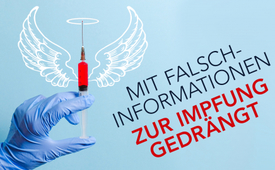 MIT FALSCH-
INFORMATIONEN
ZUR IMPFUNG
GEDRÄNGT